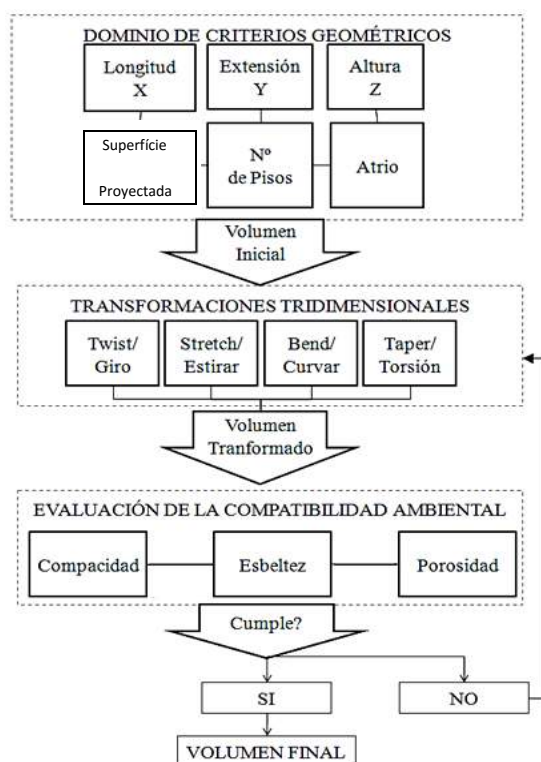 DOMINIO DE CRITERIOS GEOMÉTRICOS
Longitud
X
Extensión
Y
Altura
Z
Superfície
Proyectada
Nº
de Pisos
Atrio
Volumen
Inicial
TRANSFORMACIONES TRIDIMENSIONALES
Twist/
Giro
Stretch/
Estirar
Bend/
Curvar
Taper/
Torsión
Volumen
Tranformado
EVALUACIÓN DE LA COMPATIBILIDAD AMBIENTAL
Compacidad
Esbeltez
Porosidad
Cumple?
SI
NO
VOLUMEN FINAL